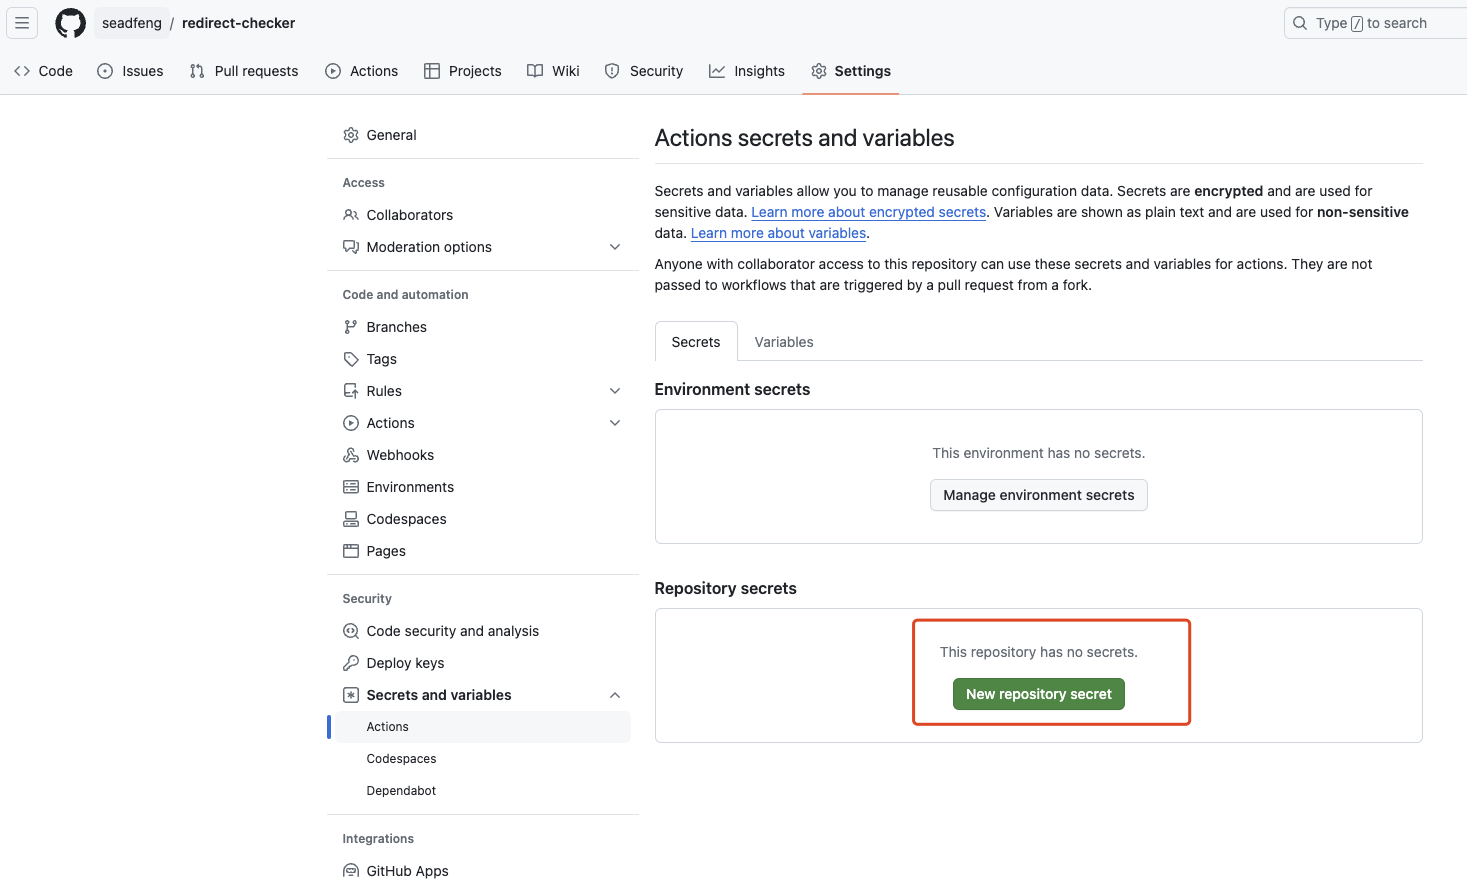 seadfeng / redirect-checker
Type / to search
Code
Issues
Pull requests
Actions
Projects
Wiki
Security
Insights
Settings
General
Access
Collaborators
Moderation options
Code and automation
Branches
Tags
Rules
Actions
Webhooks
Environments
Codespaces
Pages
Security
Code security and analysis
Deploy keys
Secrets and variables
Actions
Codespaces
Dependabot
Integrations
GitHub Apps
Actions secrets and variables
Secrets and variables allow you to manage reusable configuration data. Secrets are encrypted and are used for
sensitive data. Learn more about encrypted secrets. Variables are shown as plain text and are used for non-sensitive
data. Learn more about variables.
Anyone with collaborator access to this repository can use these secrets and variables for actions. They are not
passed to workflows that are triggered by a pull request from a fork.
Secrets
Variables
Environment secrets
This environment has no secrets.
Manage environment secrets
Repository secrets
This repository has no secrets.
New repository secret